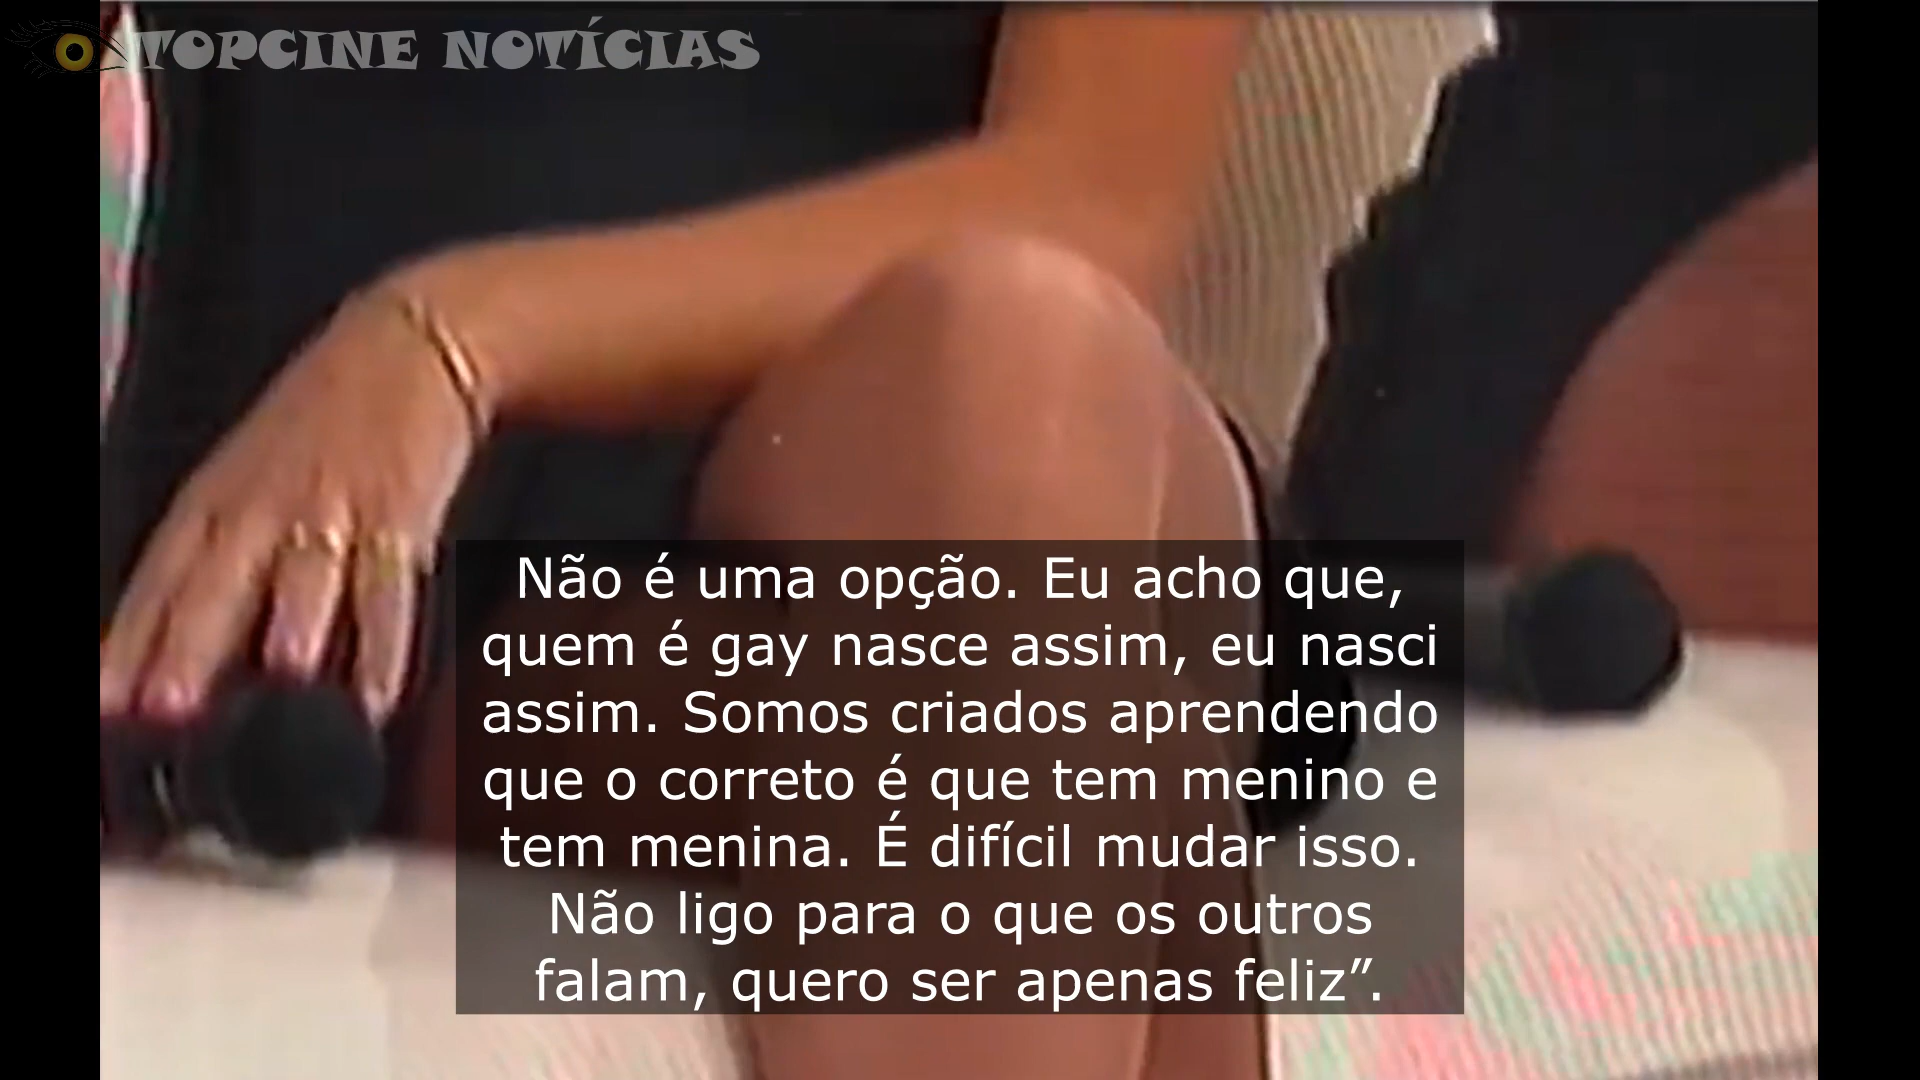 TOPCINE NOTÍCIAS
Não é uma opção. Eu acho que,
quem é gay nasce assim, eu nasci
assim. Somos criados aprendendo
que o correto é que tem menino e
tem menina. É difícil mudar isso.
Não ligo para o que os outros
falam, quero ser apenas feliz”.